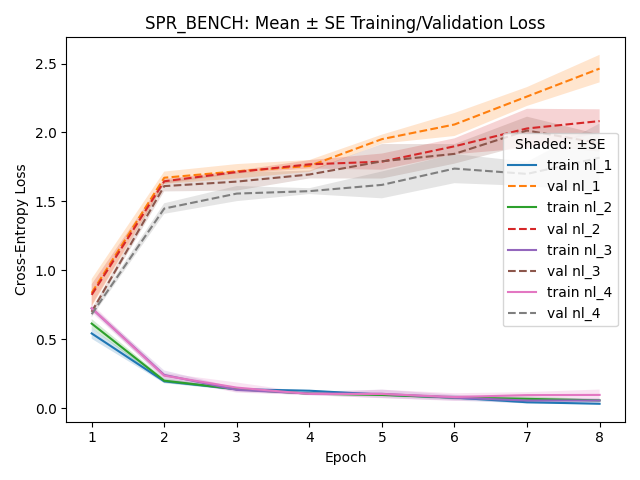 SPR_BENCH: Mean ± SE Training/Validation Loss
Cross-Entropy Loss
2.5
2.0
1.5
1.0
0.5
0.0
Shaded: ±SE
train nl_1
val nl_1
train nl_2
val nl_2
train nl_3
val nl_3
train nl_4
val nl_4
1 2 3 4 5 6 7 8
Epoch